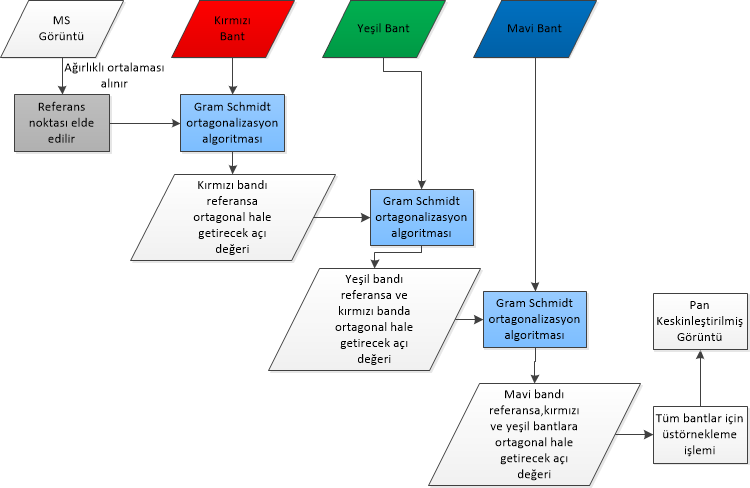 MS
Görüntü
Kırmızı
Bant
Yeşil Bant
Mavi Bant
Ağırlıklı ortalaması
alınır
Referans
noktası elde
edilir
Gram Schmidt
ortagonalizasyon
algoritması
Kırmızı bandı
referansa
ortagonal hale
getirecek açı
değeri
Gram Schmidt
ortagonalizasyon
algoritması
Yeşil bandı
referansa ve
kırmızı banda
ortagonal hale
getirecek açı
değeri
Gram Schmidt
ortagonalizasyon
algoritması
Mavi bandı
referansa,kırmızı
ve yeşil bantlara
ortagonal hale
getirecek açı
değeri
Tüm bantlar için
üstörnekleme
işlemi
Pan
Keskinleştirilmiş
Görüntü